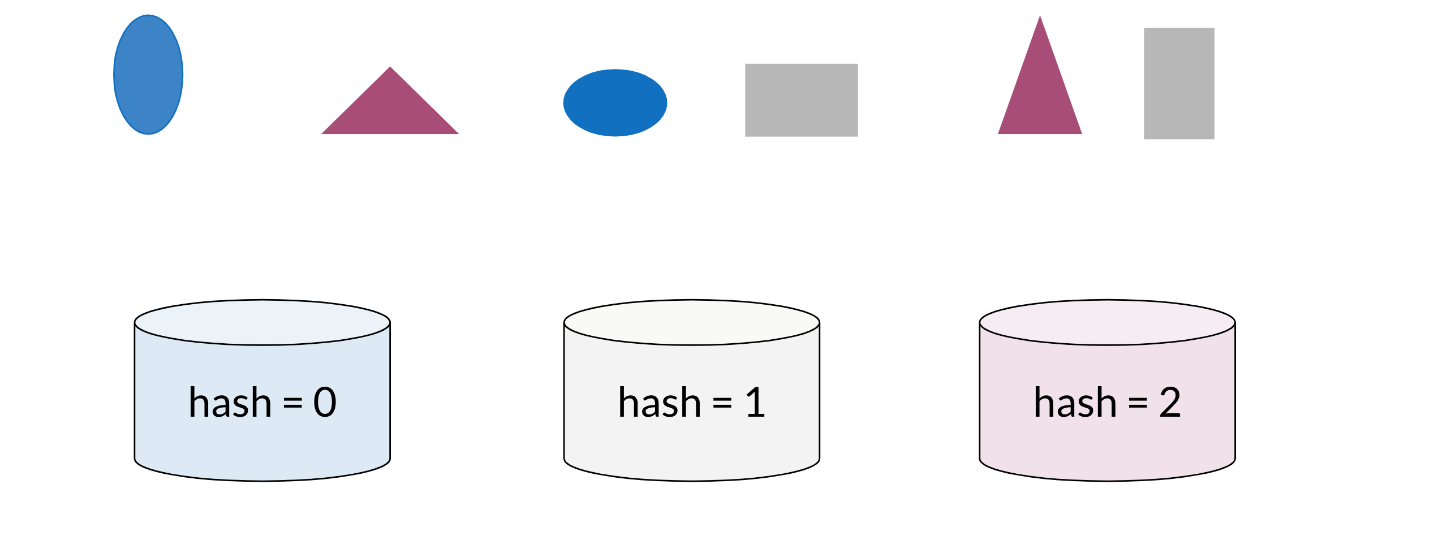 hash = 0
hash = 1
hash = 2